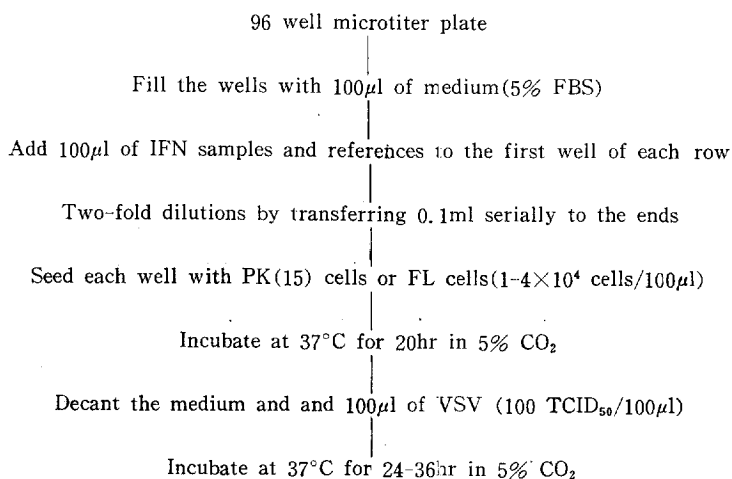 96 well microtiter plate
Fill the wells with 100μl of medium(5% FBS)
Add 100μl of IFN samples and references to the first well of each row
Two-fold dilutions by transferring 0.1ml serially to the ends
Seed each well with PK(15) cells or FL cells(1-4×10⁴ cells/100μl)
Incubate at 37°C for 20hr in 5% CO₂
Decant the medium and and 100μl of VSV (100 TCID₅₀/100μl)
Incubate at 37°C for 24-36hr in 5% CO₂